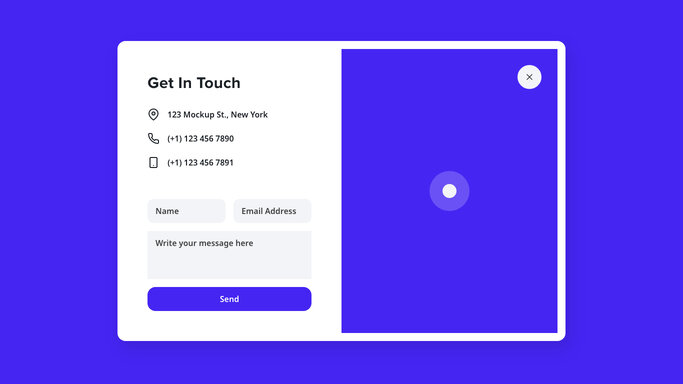 Get In Touch
123 Mockup St., New York
(+1) 123 456 7890
(+1) 123 456 7891
Name
Email Address
Write your message here
Send